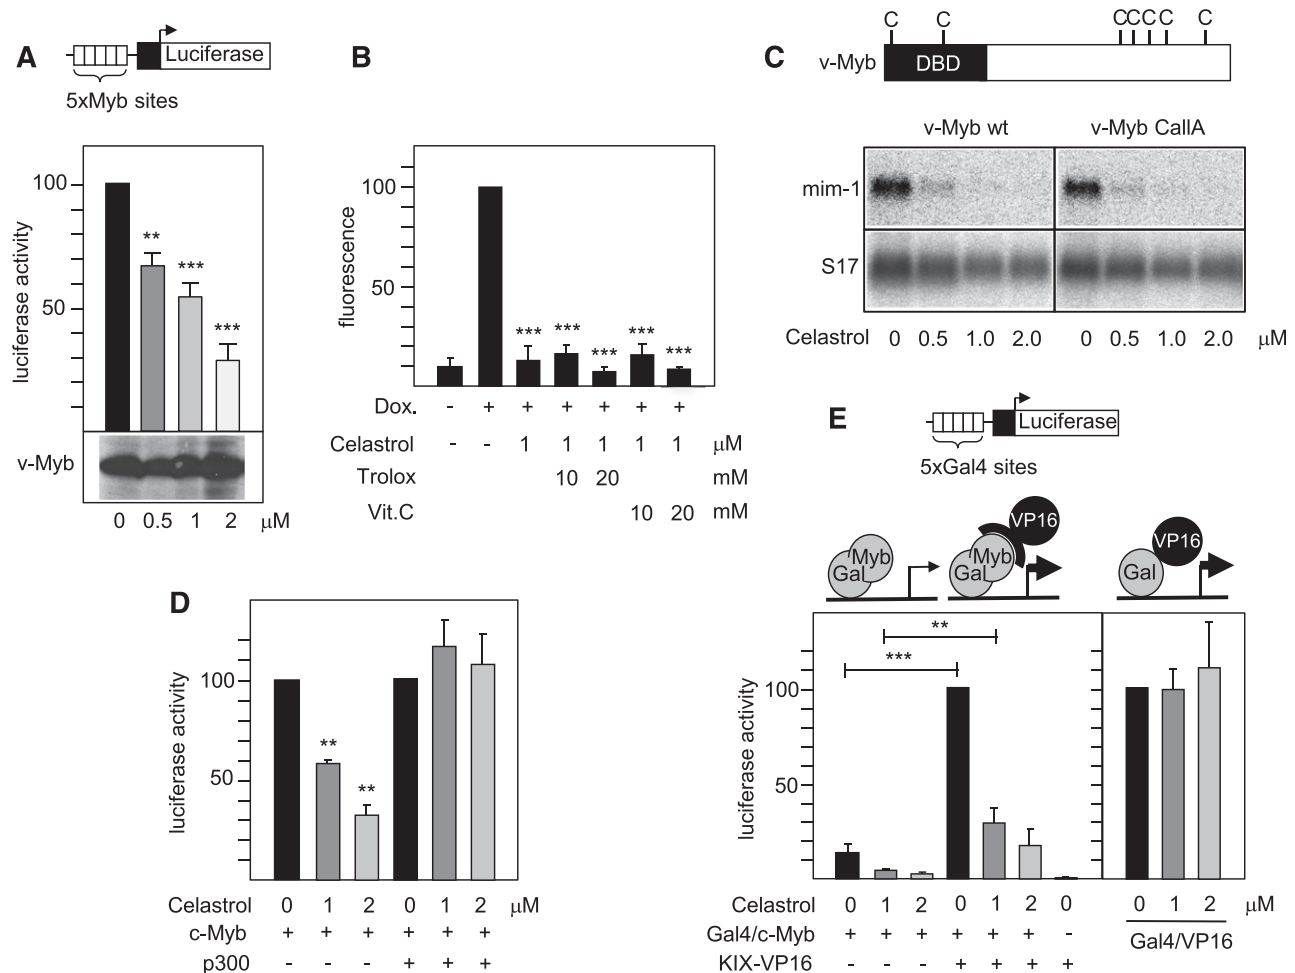 A
Luciferase
5xMyb sites
luciferase activity
100
50
** *** ***
v-Myb
0 0.5 1 2 μM
B
fluorescence
100
50
*** *** *** *** ***
Dox. - + + + + + +
Celastrol - - 1 1 1 1 1 μM
Trolox 10 20 mM
Vit.C 10 20 mM
C
C C CCCC C
v-Myb DBD
v-Myb wt v-Myb CallA
mim-1
S17
Celastrol 0 0.5 1.0 2.0 0 0.5 1.0 2.0 μM
D
luciferase activity
100
50
** **
Celastrol 0 1 2 0 1 2 μM
c-Myb + + + + + +
p300 - - - + + +
E
Luciferase
5xGal4 sites
Gal Myb Gal Myb VP16 Gal VP16
luciferase activity
100
50
**
***
Celastrol 0 1 2 0 1 2 0 0 1 2 μM
Gal4/c-Myb + + + + + + - Gal4/VP16
KIX-VP16 - - - + + + +